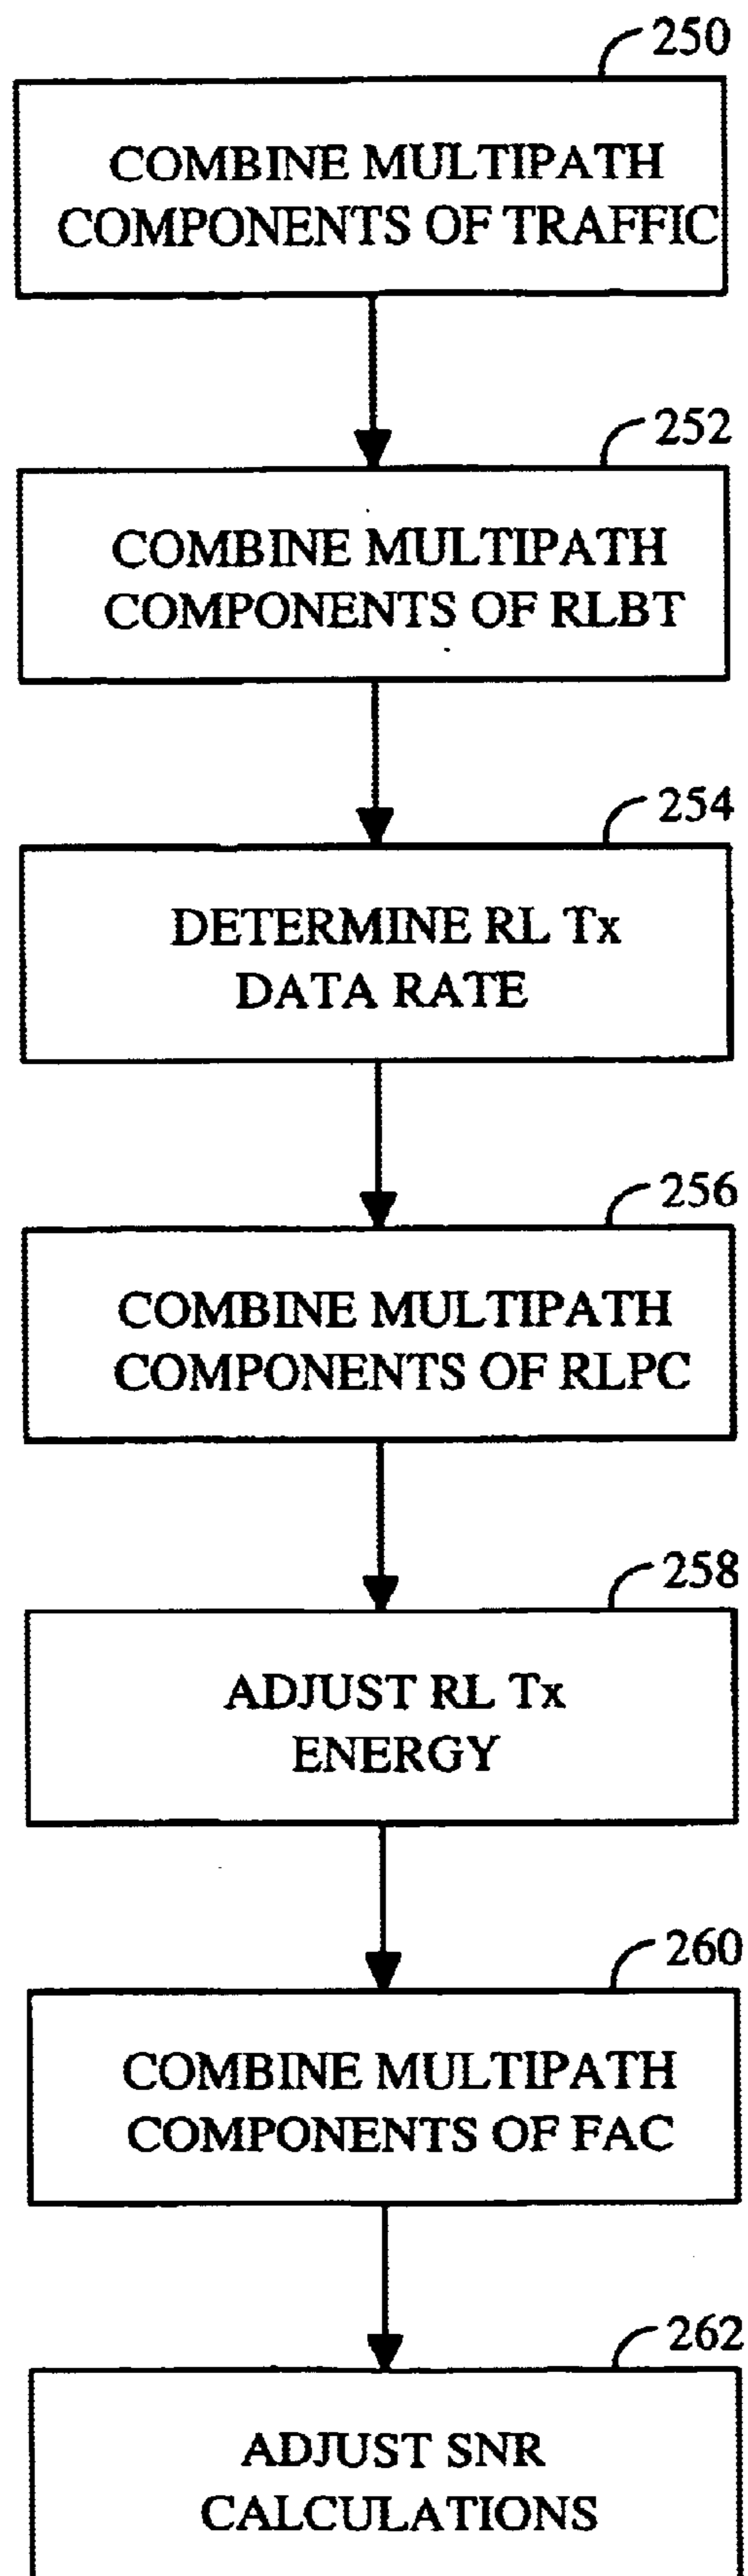 250
COMBINE MULTIPATH
COMPONENTS OF TRAFFIC
252
COMBINE MULTIPATH
COMPONENTS OF RLBT
254
DETERMINE RL Tx
DATA RATE
256
COMBINE MULTIPATH
COMPONENTS OF RLPC
258
ADJUST RL Tx
ENERGY
260
COMBINE MULTIPATH
COMPONENTS OF FAC
262
ADJUST SNR
CALCULATIONS